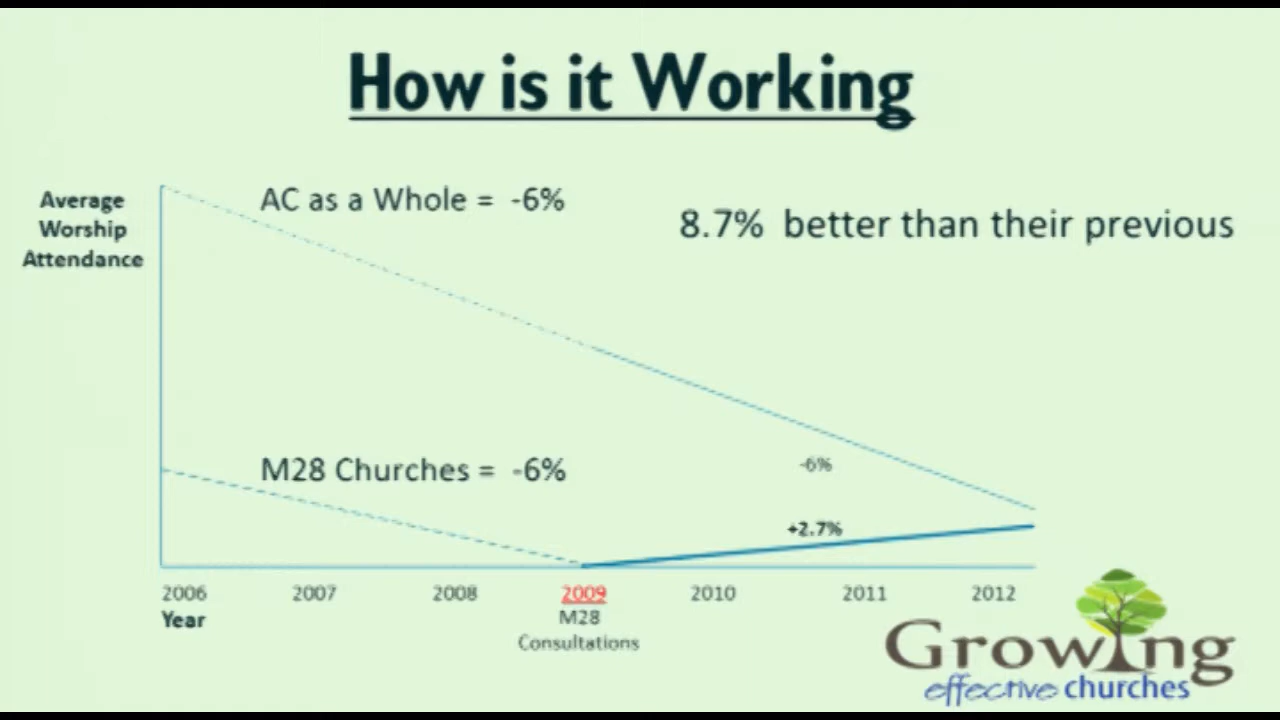 How is it Working
Average
Worship
Attendance
AC as a Whole = -6%
8.7% better than their previous
M28 Churches = -6%
-6%
+2.7%
2006 2007 2008 2009 2010 2011 2012
Year
M28
Consultations
Growing
effective churches